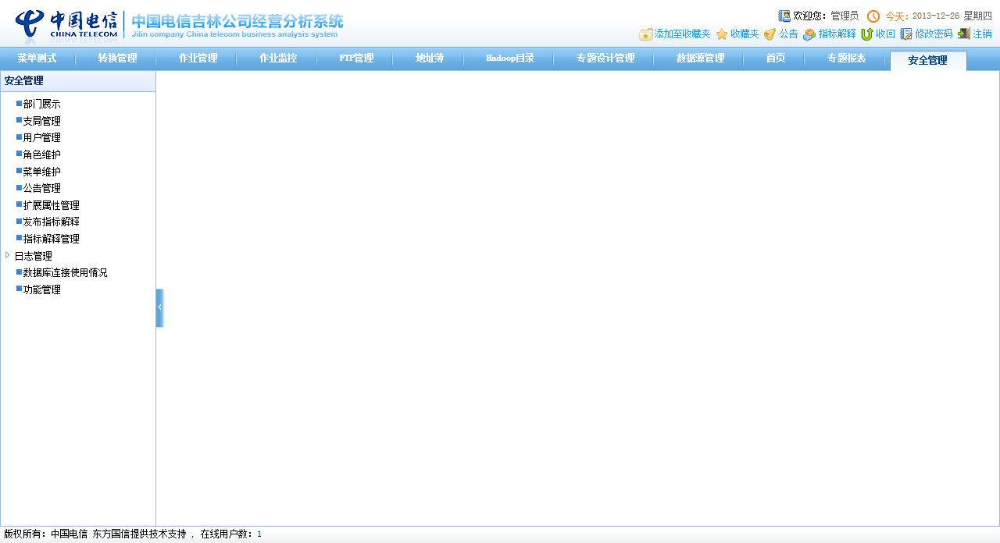 中国电信
CHINA TELECOM
中国电信吉林公司经营分析系统
Jilin company China telecom business analysis system
欢迎您：管理员 今天：2013-12-26 星期四
添加至收藏夹 收藏夹 公告 指标解释 收回 修改密码 注销
菜单测式 转换管理 作业管理 作业监控 FTP管理 地址薄 Hadoop目录 专题设计管理 数据源管理 首页 专题报表 安全管理
安全管理
部门展示
支局管理
用户管理
角色维护
菜单维护
公告管理
扩展属性管理
发布指标解释
指标解释管理
日志管理
数据库连接使用情况
功能管理
版权所有：中国电信 东方国信提供技术支持 ，在线用户数：1